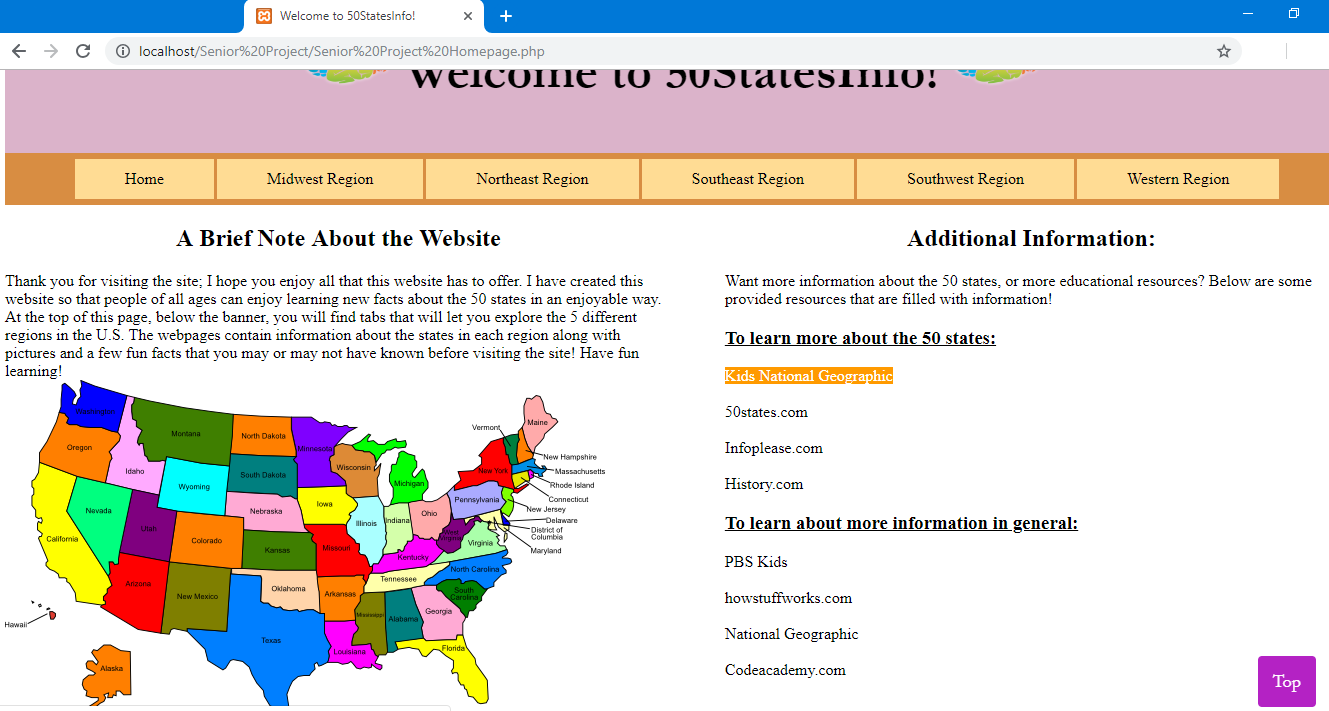 Welcome to 50StatesInfo!
localhost/Senior%20Project/Senior%20Project%20Homepage.php
welcome to 50StatesInfo!
Home
Midwest Region
Northeast Region
Southeast Region
Southwest Region
Western Region
A Brief Note About the Website
Thank you for visiting the site; I hope you enjoy all that this website has to offer. I have created this
website so that people of all ages can enjoy learning new facts about the 50 states in an enjoyable way.
At the top of this page, below the banner, you will find tabs that will let you explore the 5 different
regions in the U.S. The webpages contain information about the states in each region along with
pictures and a few fun facts that you may or may not have known before visiting the site! Have fun
learning!
Washington
Oregon
Idaho
Montana
North Dakota
Minnesota
Wisconsin
Michigan
Vermont
Maine
New Hampshire
Massachusetts
Rhode Island
Connecticut
New York
New Jersey
Delaware
District of
Columbia
Maryland
South Dakota
Wyoming
Nebraska
Iowa
Nevada
Utah
Colorado
Kansas
Missouri
Illinois
Indiana
Ohio
Pennsylvania
West
Virginia
Virginia
California
Arizona
New Mexico
Oklahoma
Arkansas
Kentucky
Tennessee
North Carolina
South
Carolina
Texas
Louisiana
Mississippi
Alabama
Georgia
Florida
Hawaii
Alaska
Additional Information:
Want more information about the 50 states, or more educational resources? Below are some
provided resources that are filled with information!
To learn more about the 50 states:
Kids National Geographic
50states.com
Infoplease.com
History.com
To learn about more information in general:
PBS Kids
howstuffworks.com
National Geographic
Codeacademy.com
Top